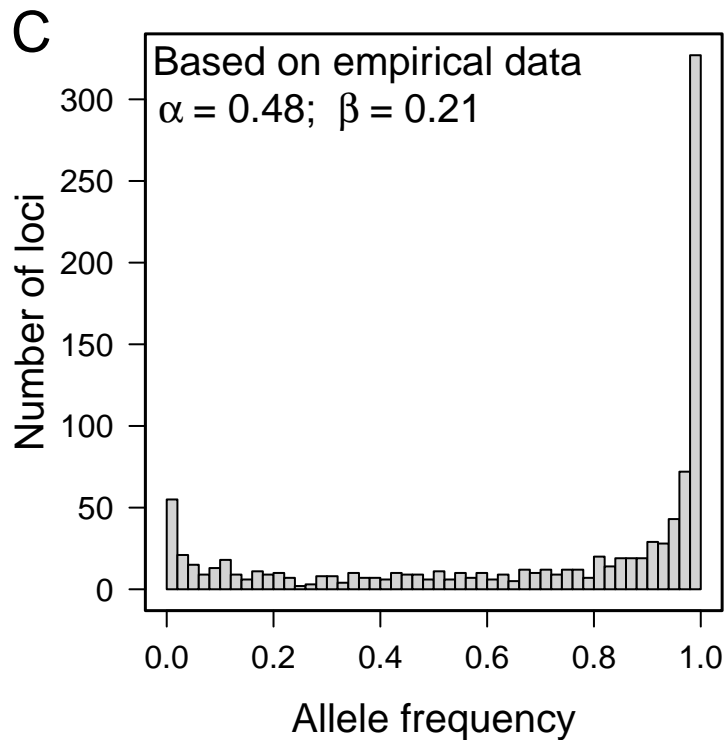 C
Based on empirical data
α = 0.48; β = 0.21
Number of loci
300
250
200
150
100
50
0
0.0 0.2 0.4 0.6 0.8 1.0
Allele frequency